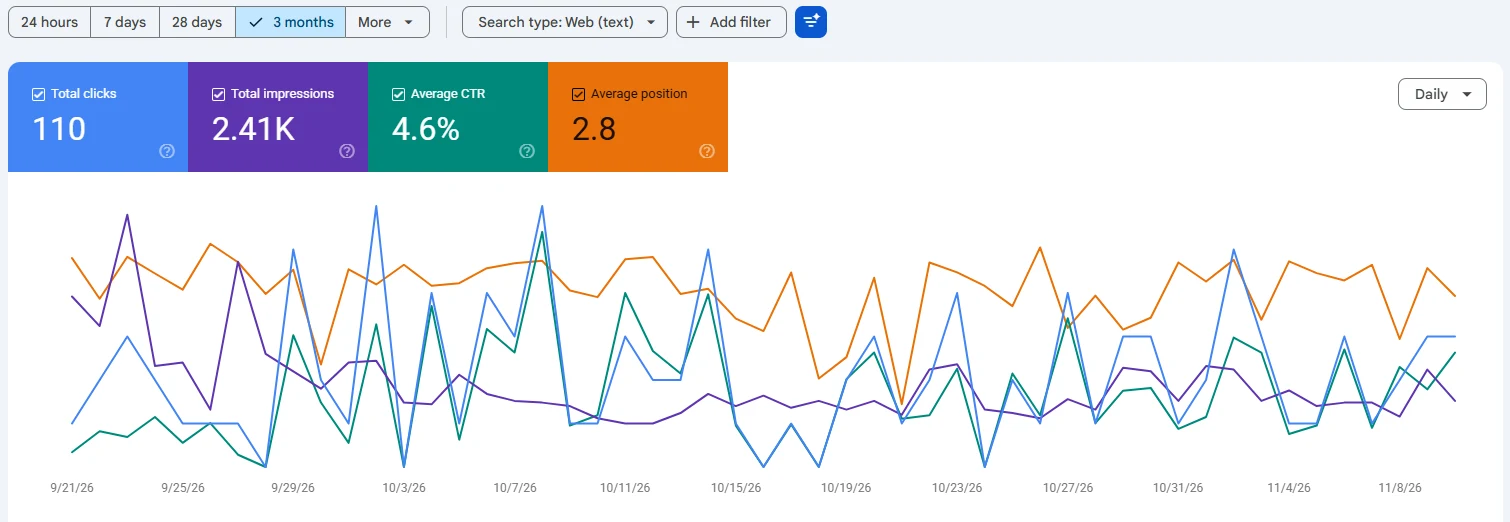 24 hours 7 days 28 days 3 months More Search type: Web (text) Add filter
Total clicks Total impressions Average CTR Average position Daily
110 2.41K 4.6% 2.8
9/21/26 9/25/26 9/29/26 10/3/26 10/7/26 10/11/26 10/15/26 10/19/26 10/23/26 10/27/26 10/31/26 11/4/26 11/8/26